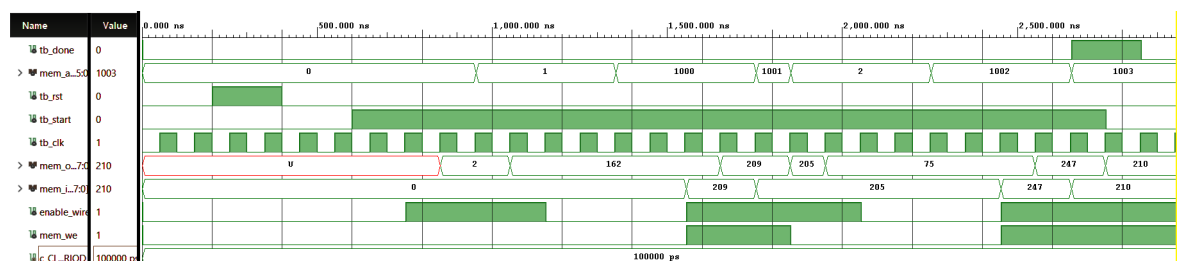 Name Value 0.000 ns 500.000 ns 1,000.000 ns 1,500.000 ns 2,000.000 ns 2,500.000 ns
tb_done 0
mem_a...5:0 1003 0 1 1000 1001 2 1002 1003
tb_rst 0
tb_start 0
tb_clk 1
mem_o...7:0 210 U 2 162 209 205 75 247 210
mem_i...7:0] 210 0 209 205 247 210
enable_wire 1
mem_we 1
c_CL...RIOD 100000 ps 100000 ps